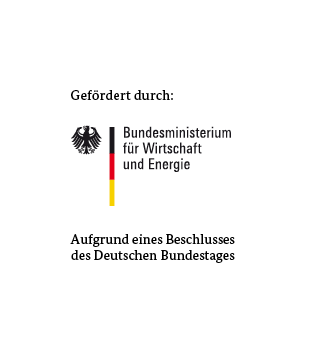 Gefördert durch:
Bundesministerium
für Wirtschaft
und Energie
Aufgrund eines Beschlusses
des Deutschen Bundestages